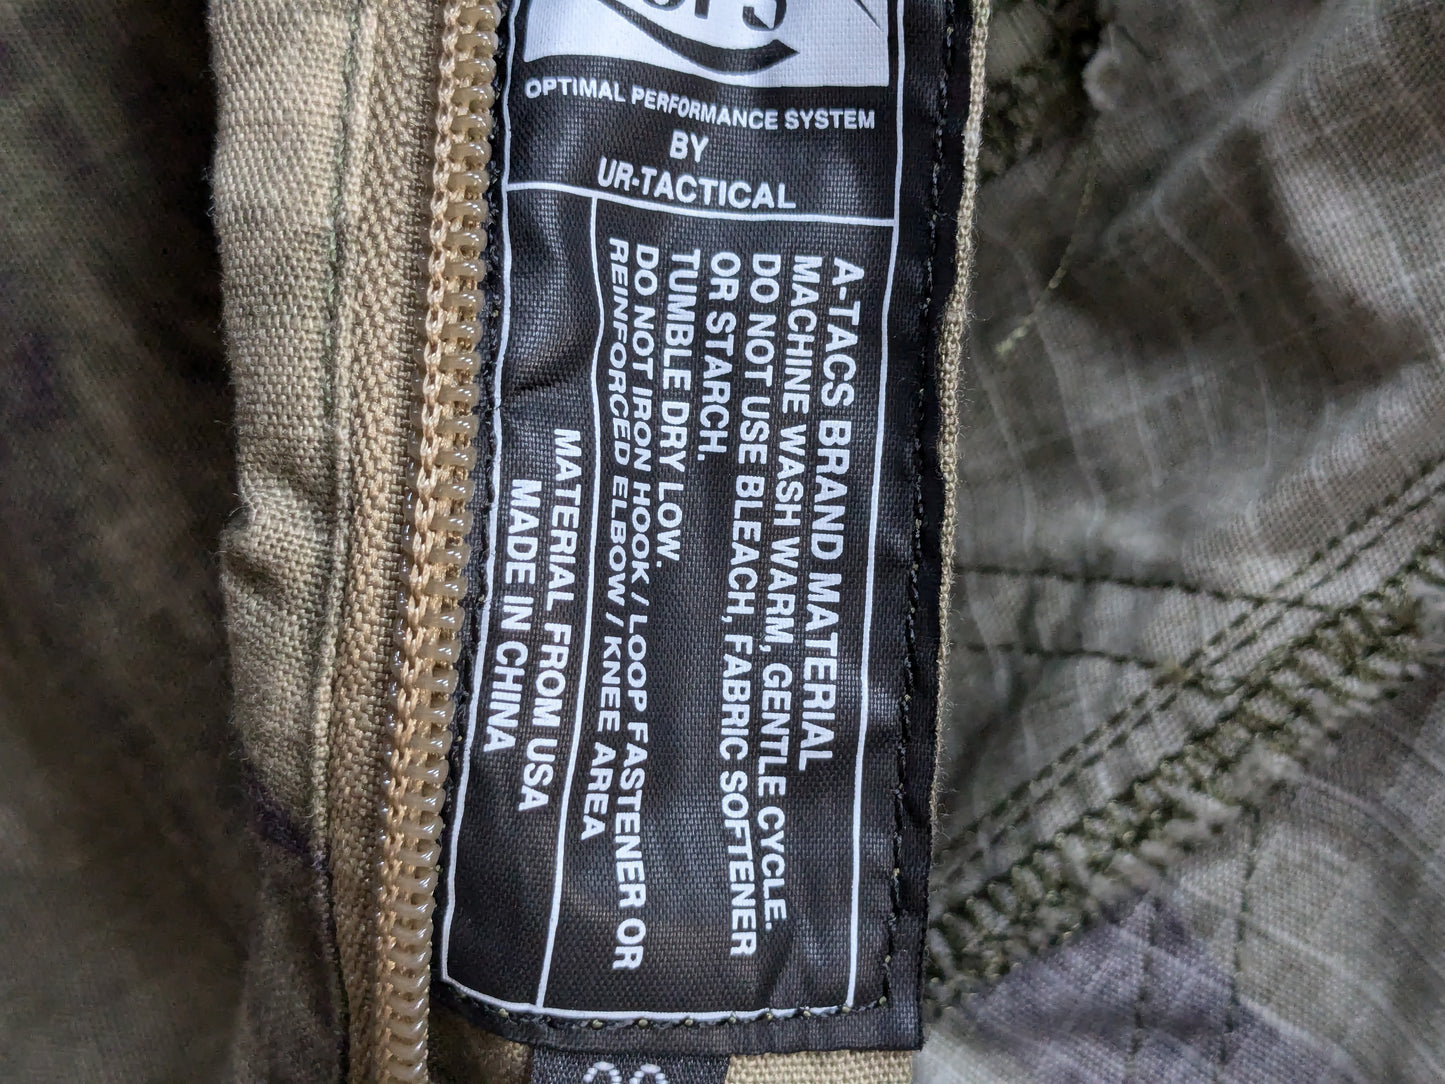 OPTIMAL PERFORMANCE SYSTEM
BY
UR-TACTICAL
A-TACS BRAND MATERIAL
MACHINE WASH WARM, GENTLE CYCLE.
DO NOT USE BLEACH, FABRIC SOFTENER
OR STARCH.
TUMBLE DRY LOW.
DO NOT IRON HOOK / LOOP FASTENER OR
REINFORCED ELBOW / KNEE AREA
MATERIAL FROM USA
MADE IN CHINA